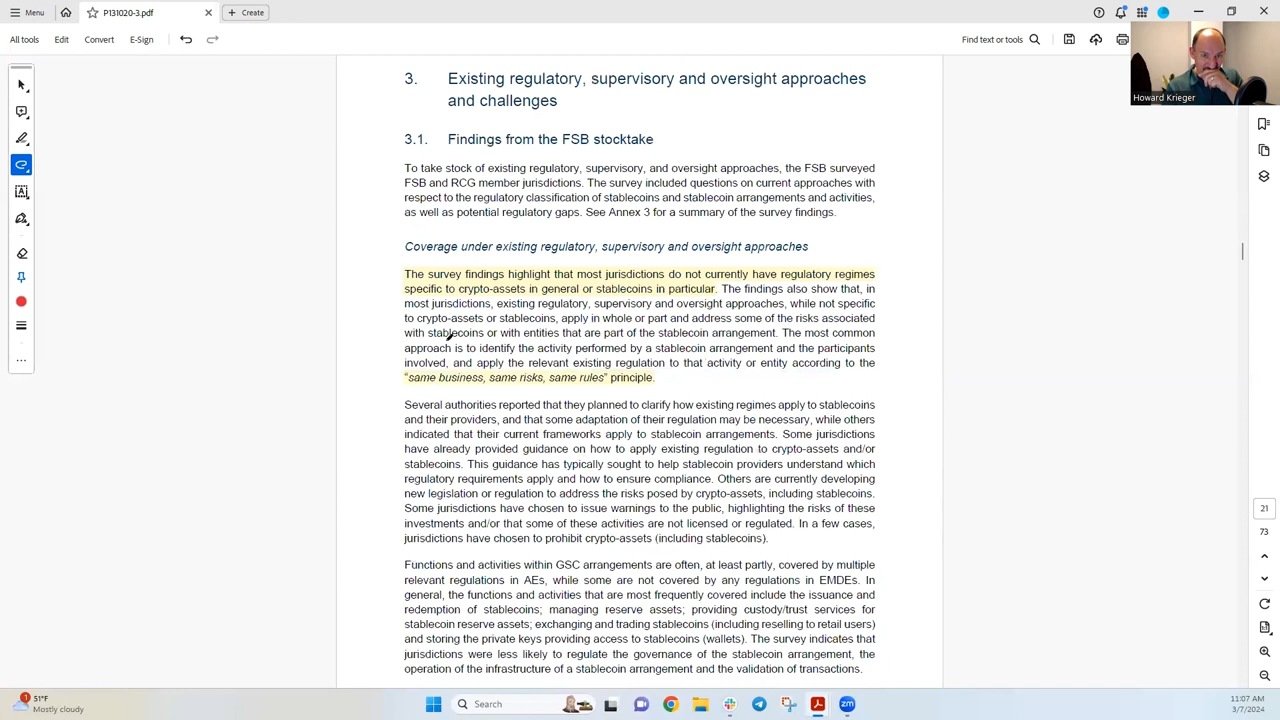 Menu
P131020-3.pdf
Create
All tools
Edit
Convert
E-Sign
Find text or tools
Howard Krieger
3. Existing regulatory, supervisory and oversight approaches
and challenges
3.1. Findings from the FSB stocktake
To take stock of existing regulatory, supervisory, and oversight approaches, the FSB surveyed
FSB and RCG member jurisdictions. The survey included questions on current approaches with
respect to the regulatory classification of stablecoins and stablecoin arrangements and activities,
as well as potential regulatory gaps. See Annex 3 for a summary of the survey findings.
Coverage under existing regulatory, supervisory and oversight approaches
The survey findings highlight that most jurisdictions do not currently have regulatory regimes
specific to crypto-assets in general or stablecoins in particular. The findings also show that, in
most jurisdictions, existing regulatory, supervisory and oversight approaches, while not specific
to crypto-assets or stablecoins, apply in whole or part and address some of the risks associated
with stablecoins or with entities that are part of the stablecoin arrangement. The most common
approach is to identify the activity performed by a stablecoin arrangement and the participants
involved, and apply the relevant existing regulation to that activity or entity according to the
"same business, same risks, same rules" principle.
Several authorities reported that they planned to clarify how existing regimes apply to stablecoins
and their providers, and that some adaptation of their regulation may be necessary, while others
indicated that their current frameworks apply to stablecoin arrangements. Some jurisdictions
have already provided guidance on how to apply existing regulation to crypto-assets and/or
stablecoins. This guidance has typically sought to help stablecoin providers understand which
regulatory requirements apply and how to ensure compliance. Others are currently developing
new legislation or regulation to address the risks posed by crypto-assets, including stablecoins.
Some jurisdictions have chosen to issue warnings to the public, highlighting the risks of these
investments and/or that some of these activities are not licensed or regulated. In a few cases,
jurisdictions have chosen to prohibit crypto-assets (including stablecoins).
Functions and activities within GSC arrangements are often, at least partly, covered by multiple
relevant regulations in AEs, while some are not covered by any regulations in EMDEs. In
general, the functions and activities that are most frequently covered include the issuance and
redemption of stablecoins; managing reserve assets; providing custody/trust services for
stablecoin reserve assets; exchanging and trading stablecoins (including reselling to retail users)
and storing the private keys providing access to stablecoins (wallets). The survey indicates that
jurisdictions were less likely to regulate the governance of the stablecoin arrangement, the
operation of the infrastructure of a stablecoin arrangement and the validation of transactions.
21
73
1
51°F
Mostly cloudy
Search
zm
11:07 AM
3/7/2024